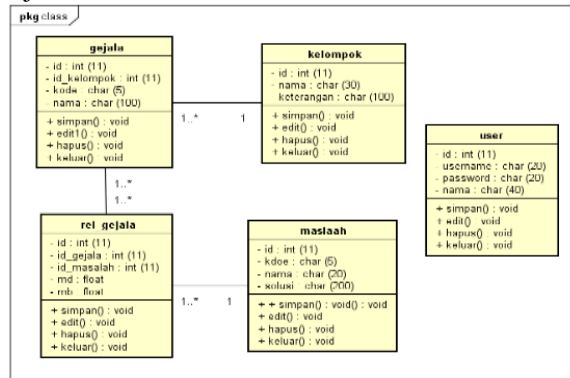 pkg class
gejala
- id : int (11)
- id_kelompok : int (11)
- kode : char (5)
nama : char (100)
+ simpan() : void
+ edit1() : void
+ hapus() : void
+ keluar() : void
kelompok
- id : int (11)
nama : char (30)
keterangan : char (100)
+ simpan() : void
+ edit() : void
+ hapus() : void
+ keluar() : void
1..* 1
user
- id : int (11)
username : char (20)
- password : char (20)
- nama : char (40)
+ simpan() : void
+ edit() : void
+ hapus() : void
+ keluar() : void
1..*
1..*
rel_gejala
- id : int (11)
- id_gejala : int (11)
- id_masalah : int (11)
- md : float
- mb : float
+ simpan() : void
+ edit() : void
+ hapus() : void
+ keluar() : void
maslaah
- id : int (11)
- kdoe : char (5)
- nama : char (20)
- solusi : char (200)
+ + simpan() : void() : void
+ edit() : void
+ hapus() : void
+ keluar() : void
1..* 1